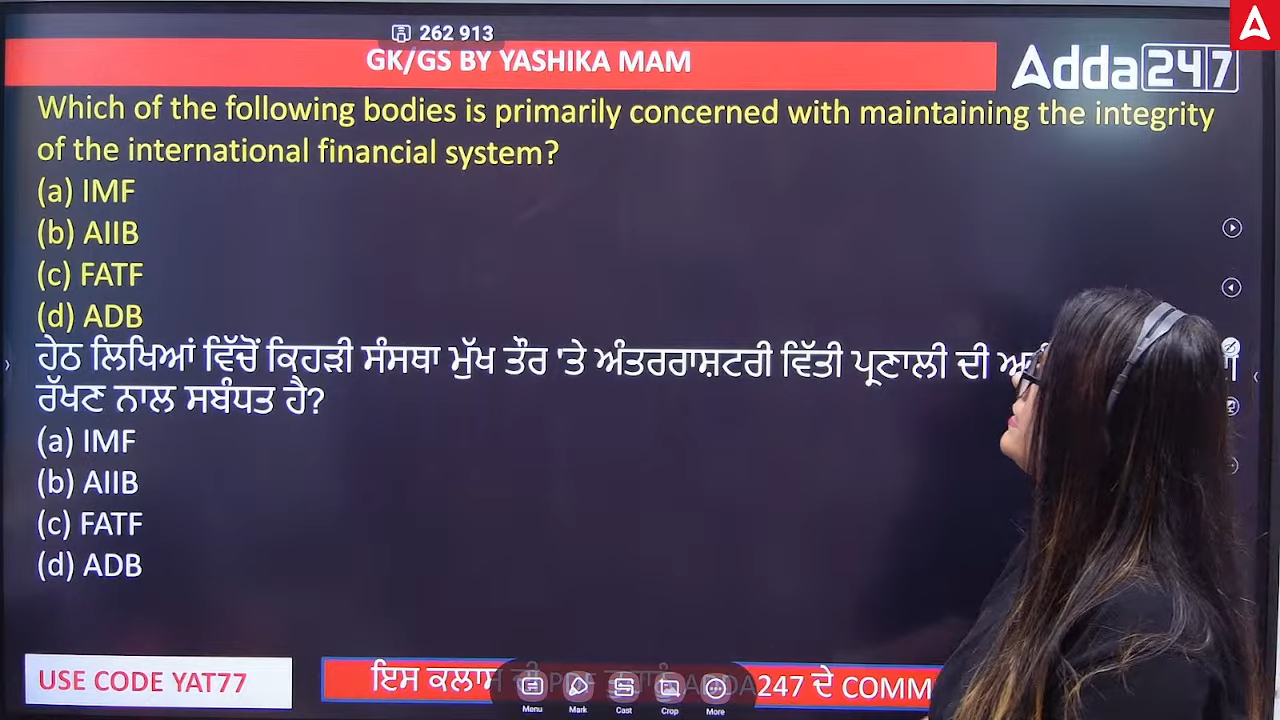 262 913
GK/GS BY YASHIKA MAM
Adda247
Which of the following bodies is primarily concerned with maintaining the integrity
of the international financial system?
(a) IMF
(b) AIIB
(c) FATF
(d) ADB
ਹੇਠ ਲਿਖਿਆਂ ਵਿੱਚੋਂ ਕਿਹੜੀ ਸੰਸਥਾ ਮੁੱਖ ਤੌਰ 'ਤੇ ਅੰਤਰਰਾਸ਼ਟਰੀ ਵਿੱਤੀ ਪ੍ਰਣਾਲੀ ਦੀ
ਰੱਖਣ ਨਾਲ ਸਬੰਧਤ ਹੈ?
(a) IMF
(b) AIIB
(c) FATF
(d) ADB
USE CODE YAT77
ਇਸ ਕਲਾਸ ADDA 247 ਦੇ COMM
Menu Mark Cast Crop More